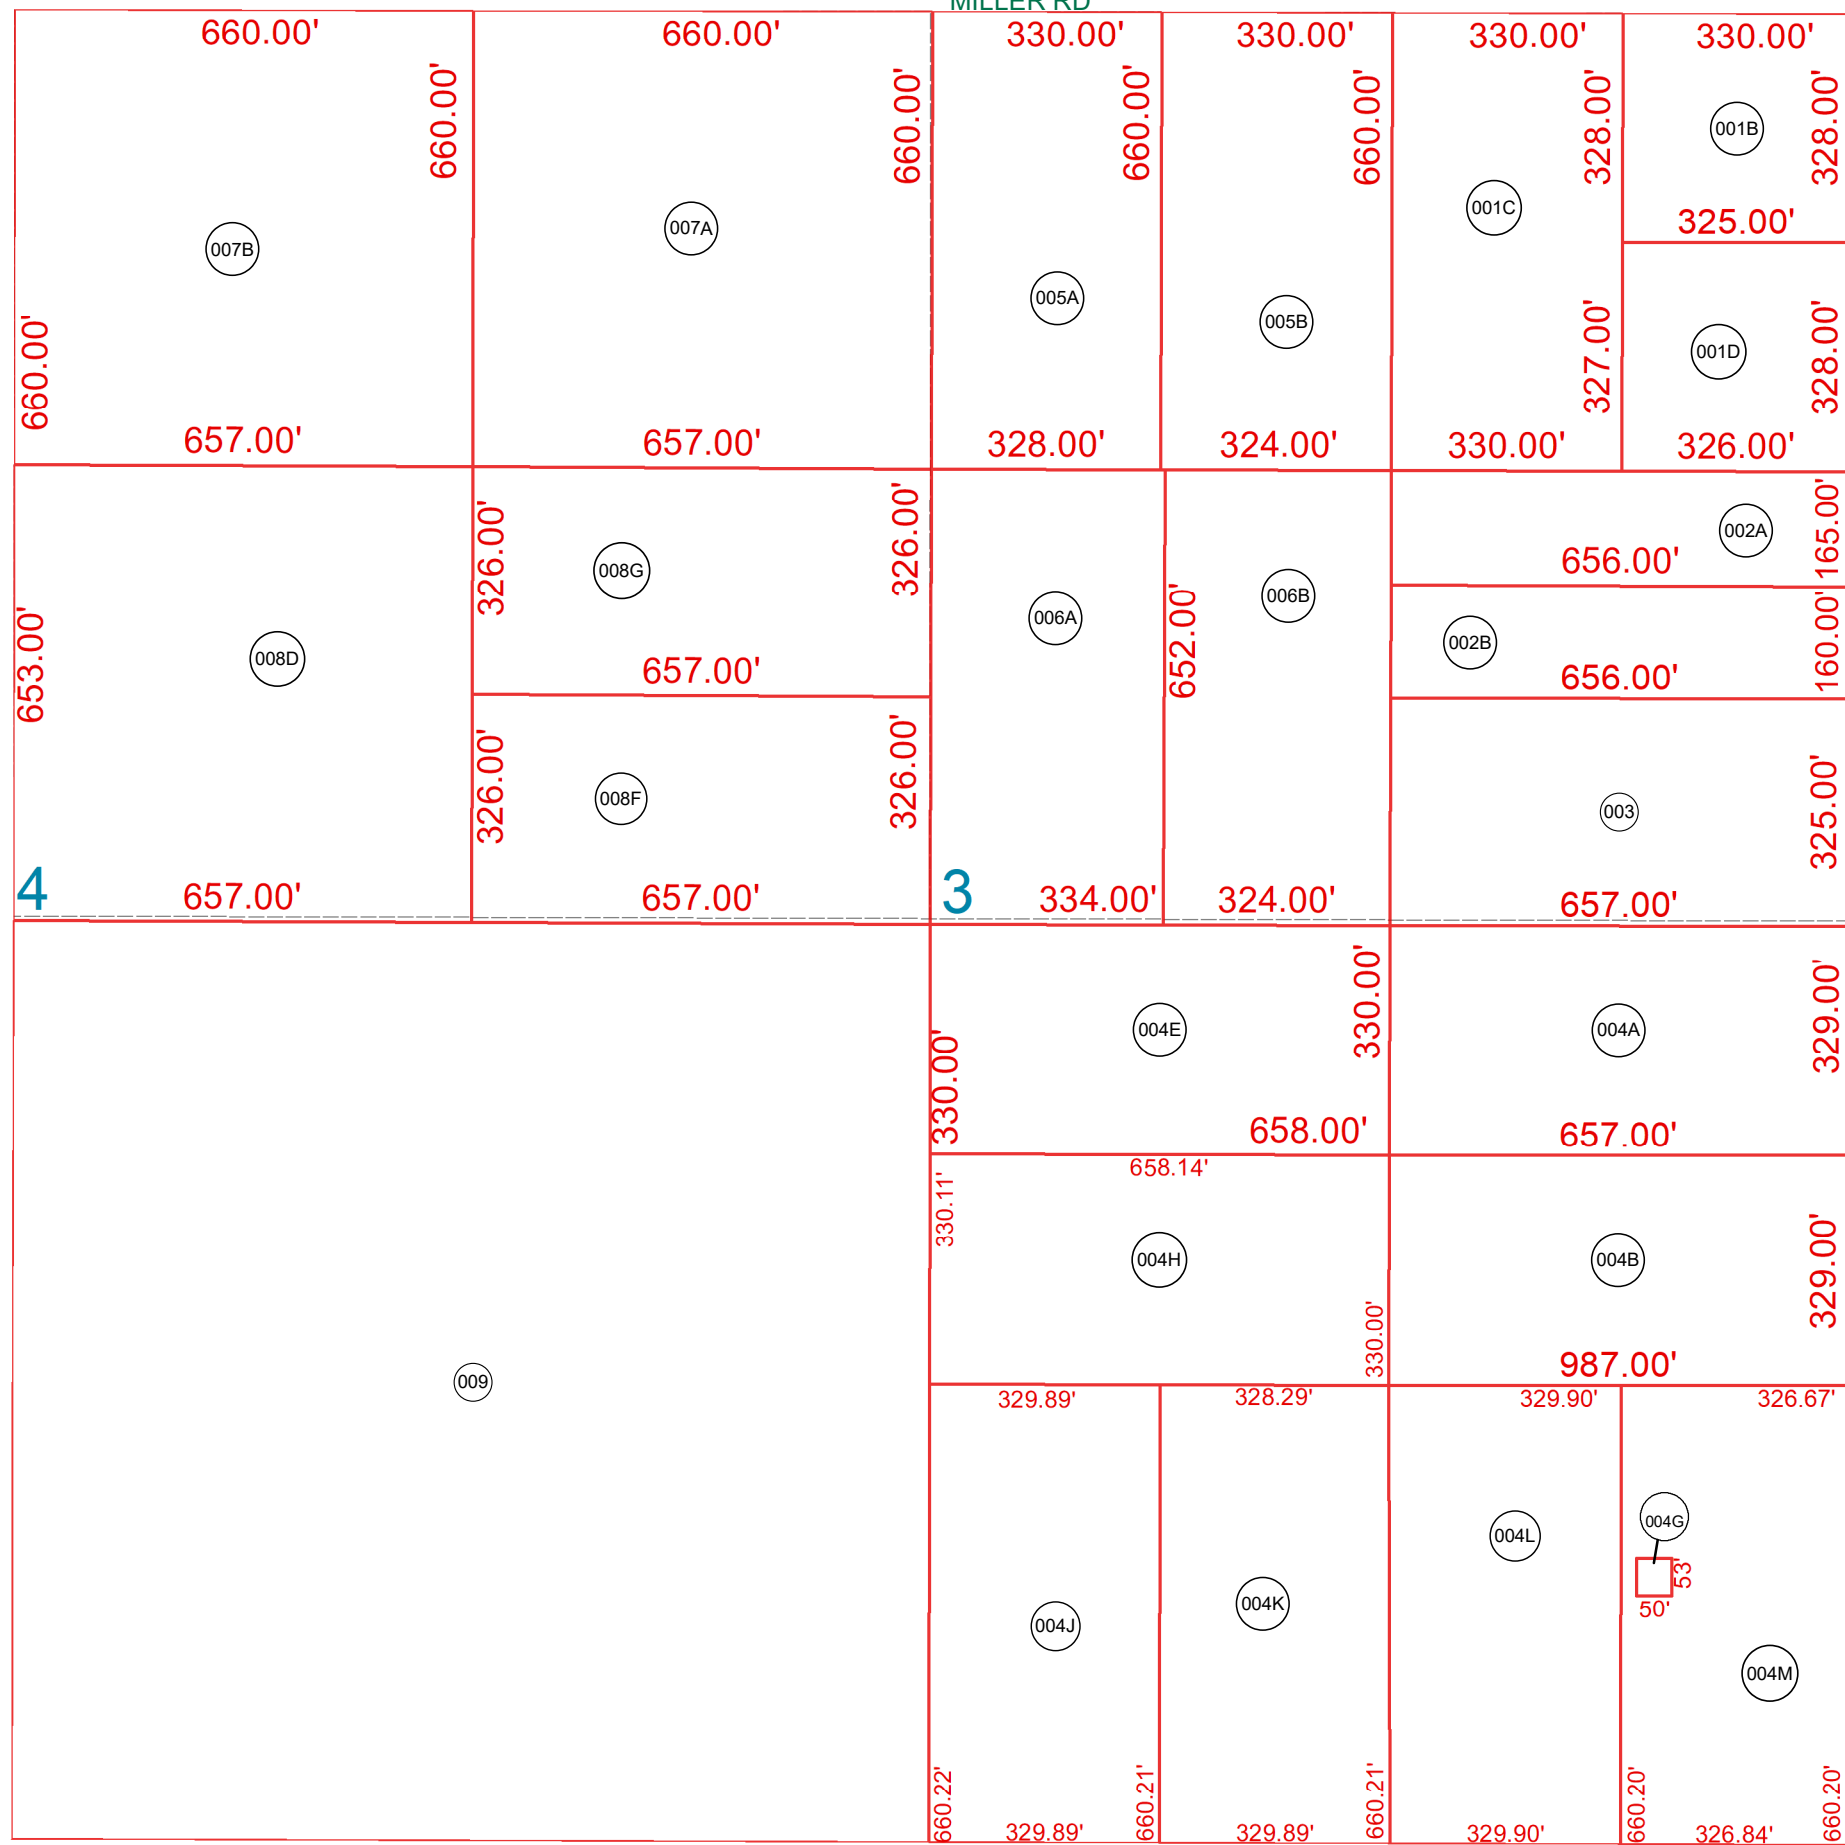 MILLER RD
660.00'
660.00'
330.00'
330.00'
330.00'
330.00'
660.00'
660.00'
660.00'
660.00'
328.00'
328.00'
001B
001C
325.00'
007B
007A
005A
005B
001D
660.00'
327.00'
328.00'
657.00'
657.00'
328.00'
324.00'
330.00'
326.00'
326.00'
326.00'
165.00'
002A
656.00'
008G
006A
006B
002B
160.00'
653.00'
008D
657.00'
652.00'
656.00'
326.00'
326.00'
008F
003
325.00'
4
657.00'
657.00'
3
334.00'
324.00'
657.00'
330.00'
330.00'
004E
004A
329.00'
658.00'
657.00'
658.14'
330.11'
004H
004B
329.00'
330.00'
987.00'
009
329.89'
328.29'
329.90'
326.67'
004L
004G
53'
50'
004J
004K
004M
660.22'
660.21'
660.21'
660.20'
660.20'
329.89'
329.89'
329.90'
326.84'